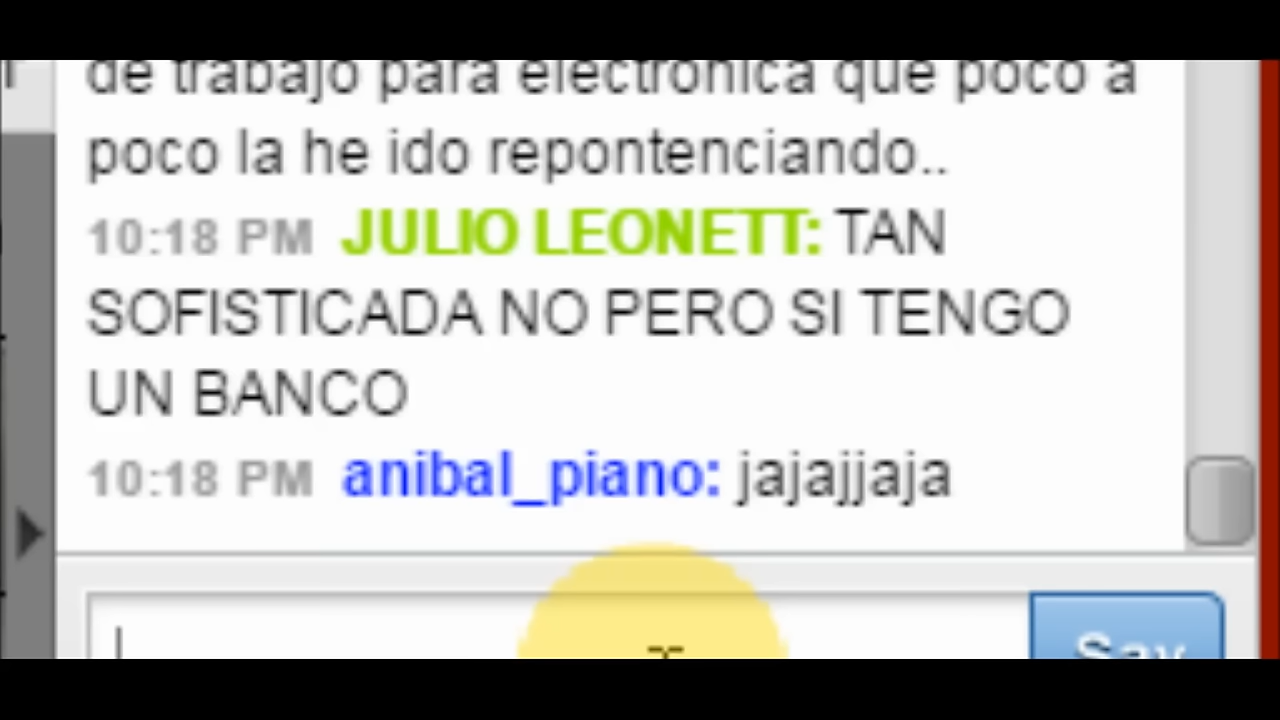 de trabajo para electronica que poco a
poco la he ido repontenciando..
10:18 PM JULIO LEONETT: TAN
SOFISTICADA NO PERO SI TENGO
UN BANCO
10:18 PM anibal_piano: jajajjaja
Say